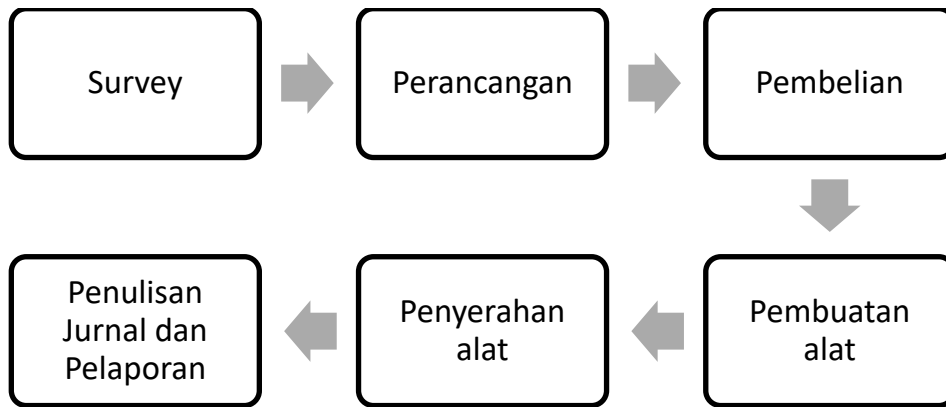 Survey
Perancangan
Pembelian
Pembuatan
alat
Penyerahan
alat
Penulisan
Jurnal dan
Pelaporan